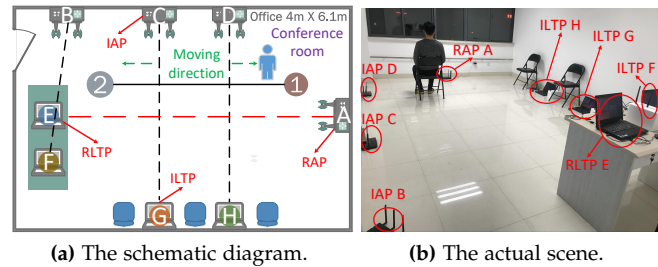 B
C
D
Office 4m X 6.1m
IAP
Conference
room
Moving
direction
2
1
E
A
RLTP
RAP
F
ILTP
G
H
(a) The schematic diagram.
ILTP H
ILTP G
RAP A
ILTP F
IAP D
IAP C
RLTP E
IAP B
(b) The actual scene.